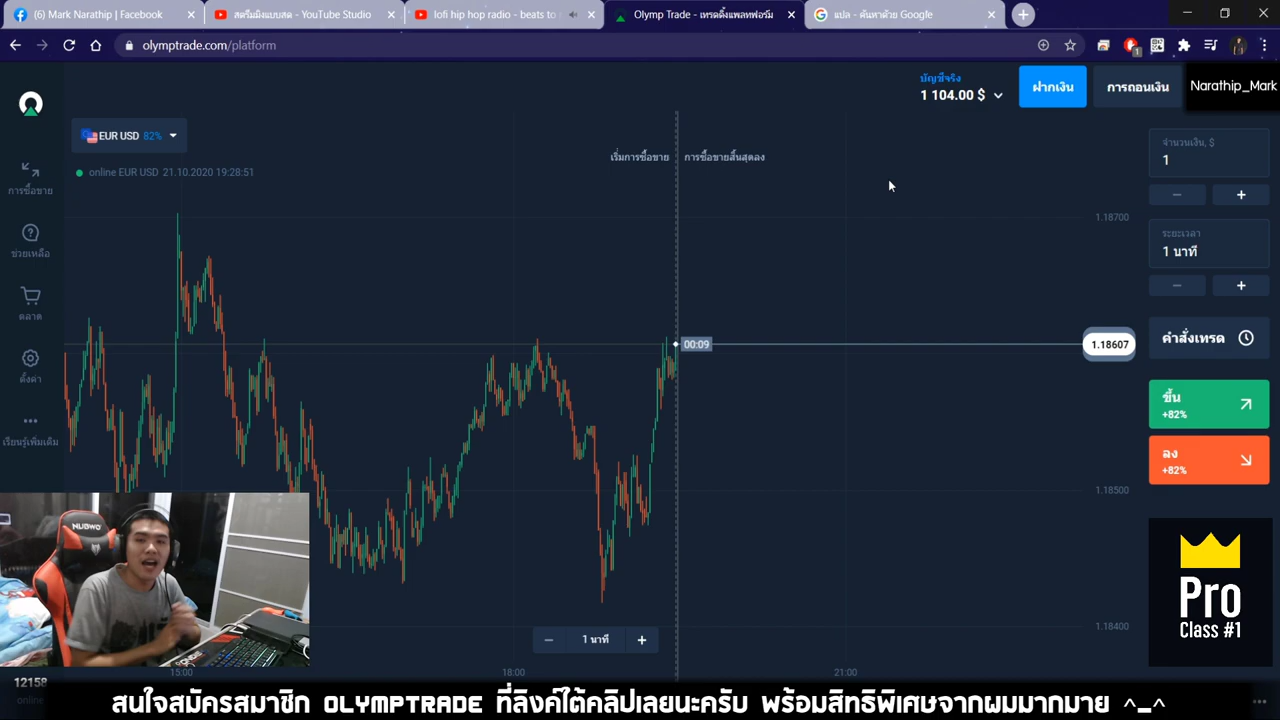 (6) Mark Narathip | Facebook
สตรีมมิงแบบสด - YouTube Studio
lofi hip hop radio - beats to
Olymp Trade - เทรดดิ้งแพลทฟอร์ม
แปล - ค้นหาด้วย Google
olymptrade.com/platform
1
บัญชีจริง
1 104.00 $
ฝากเงิน
การถอนเงิน
Narathip_Mark
EUR USD 82%
online EUR USD 21.10.2020 19:28:51
เริ่มการซื้อขาย
การซื้อขายสิ้นสุดลง
จำนวนเงิน, $
1
การซื้อขาย
ช่วยเหลือ
ตลาด
ตั้งค่า
เรียนรู้เพิ่มเติม
1.18700
ระยะเวลา
1 นาที
00:09
1.18607
คำสั่งเทรด
ขึ้น
+82%
ลง
+82%
1.18500
1.18400
NUBWO
Pro
Class #1
1 นาที
15:00
18:00
21:00
12158
online
สนใจสมัครสมาชิก OLYMPTRADE ที่ลิงค์ใต้คลิปเลยนะครับ พร้อมสิทธิพิเศษจากผมมากมาย ^_^